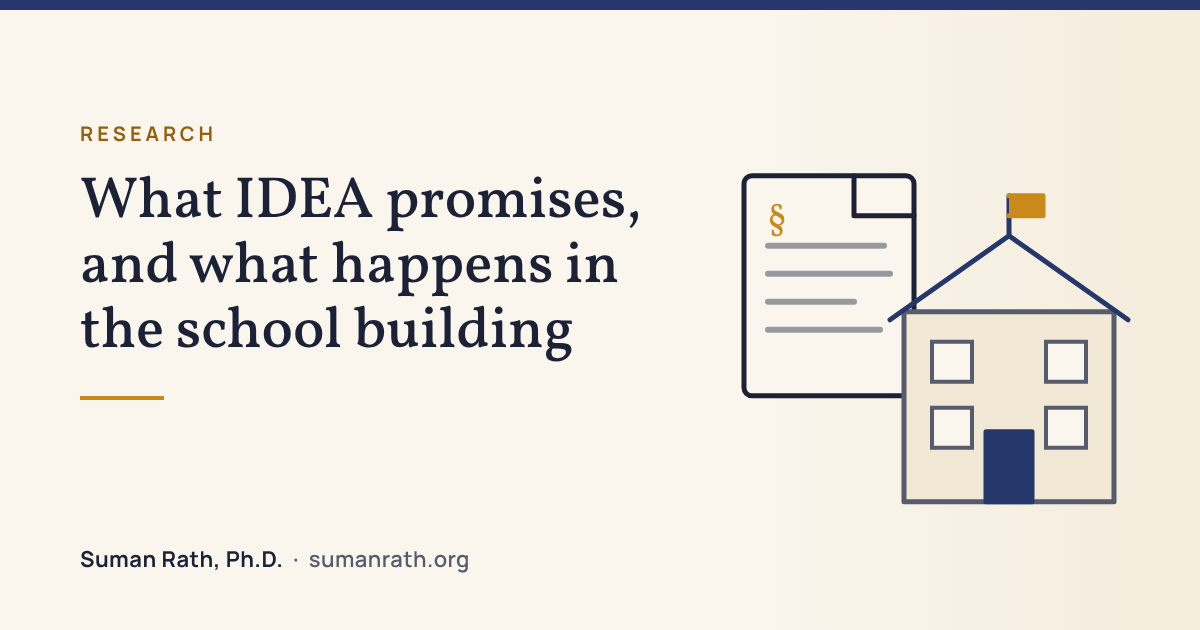 RESEARCH
What IDEA promises,
and what happens in
the school building
§
Suman Rath, Ph.D. · sumanrath.org